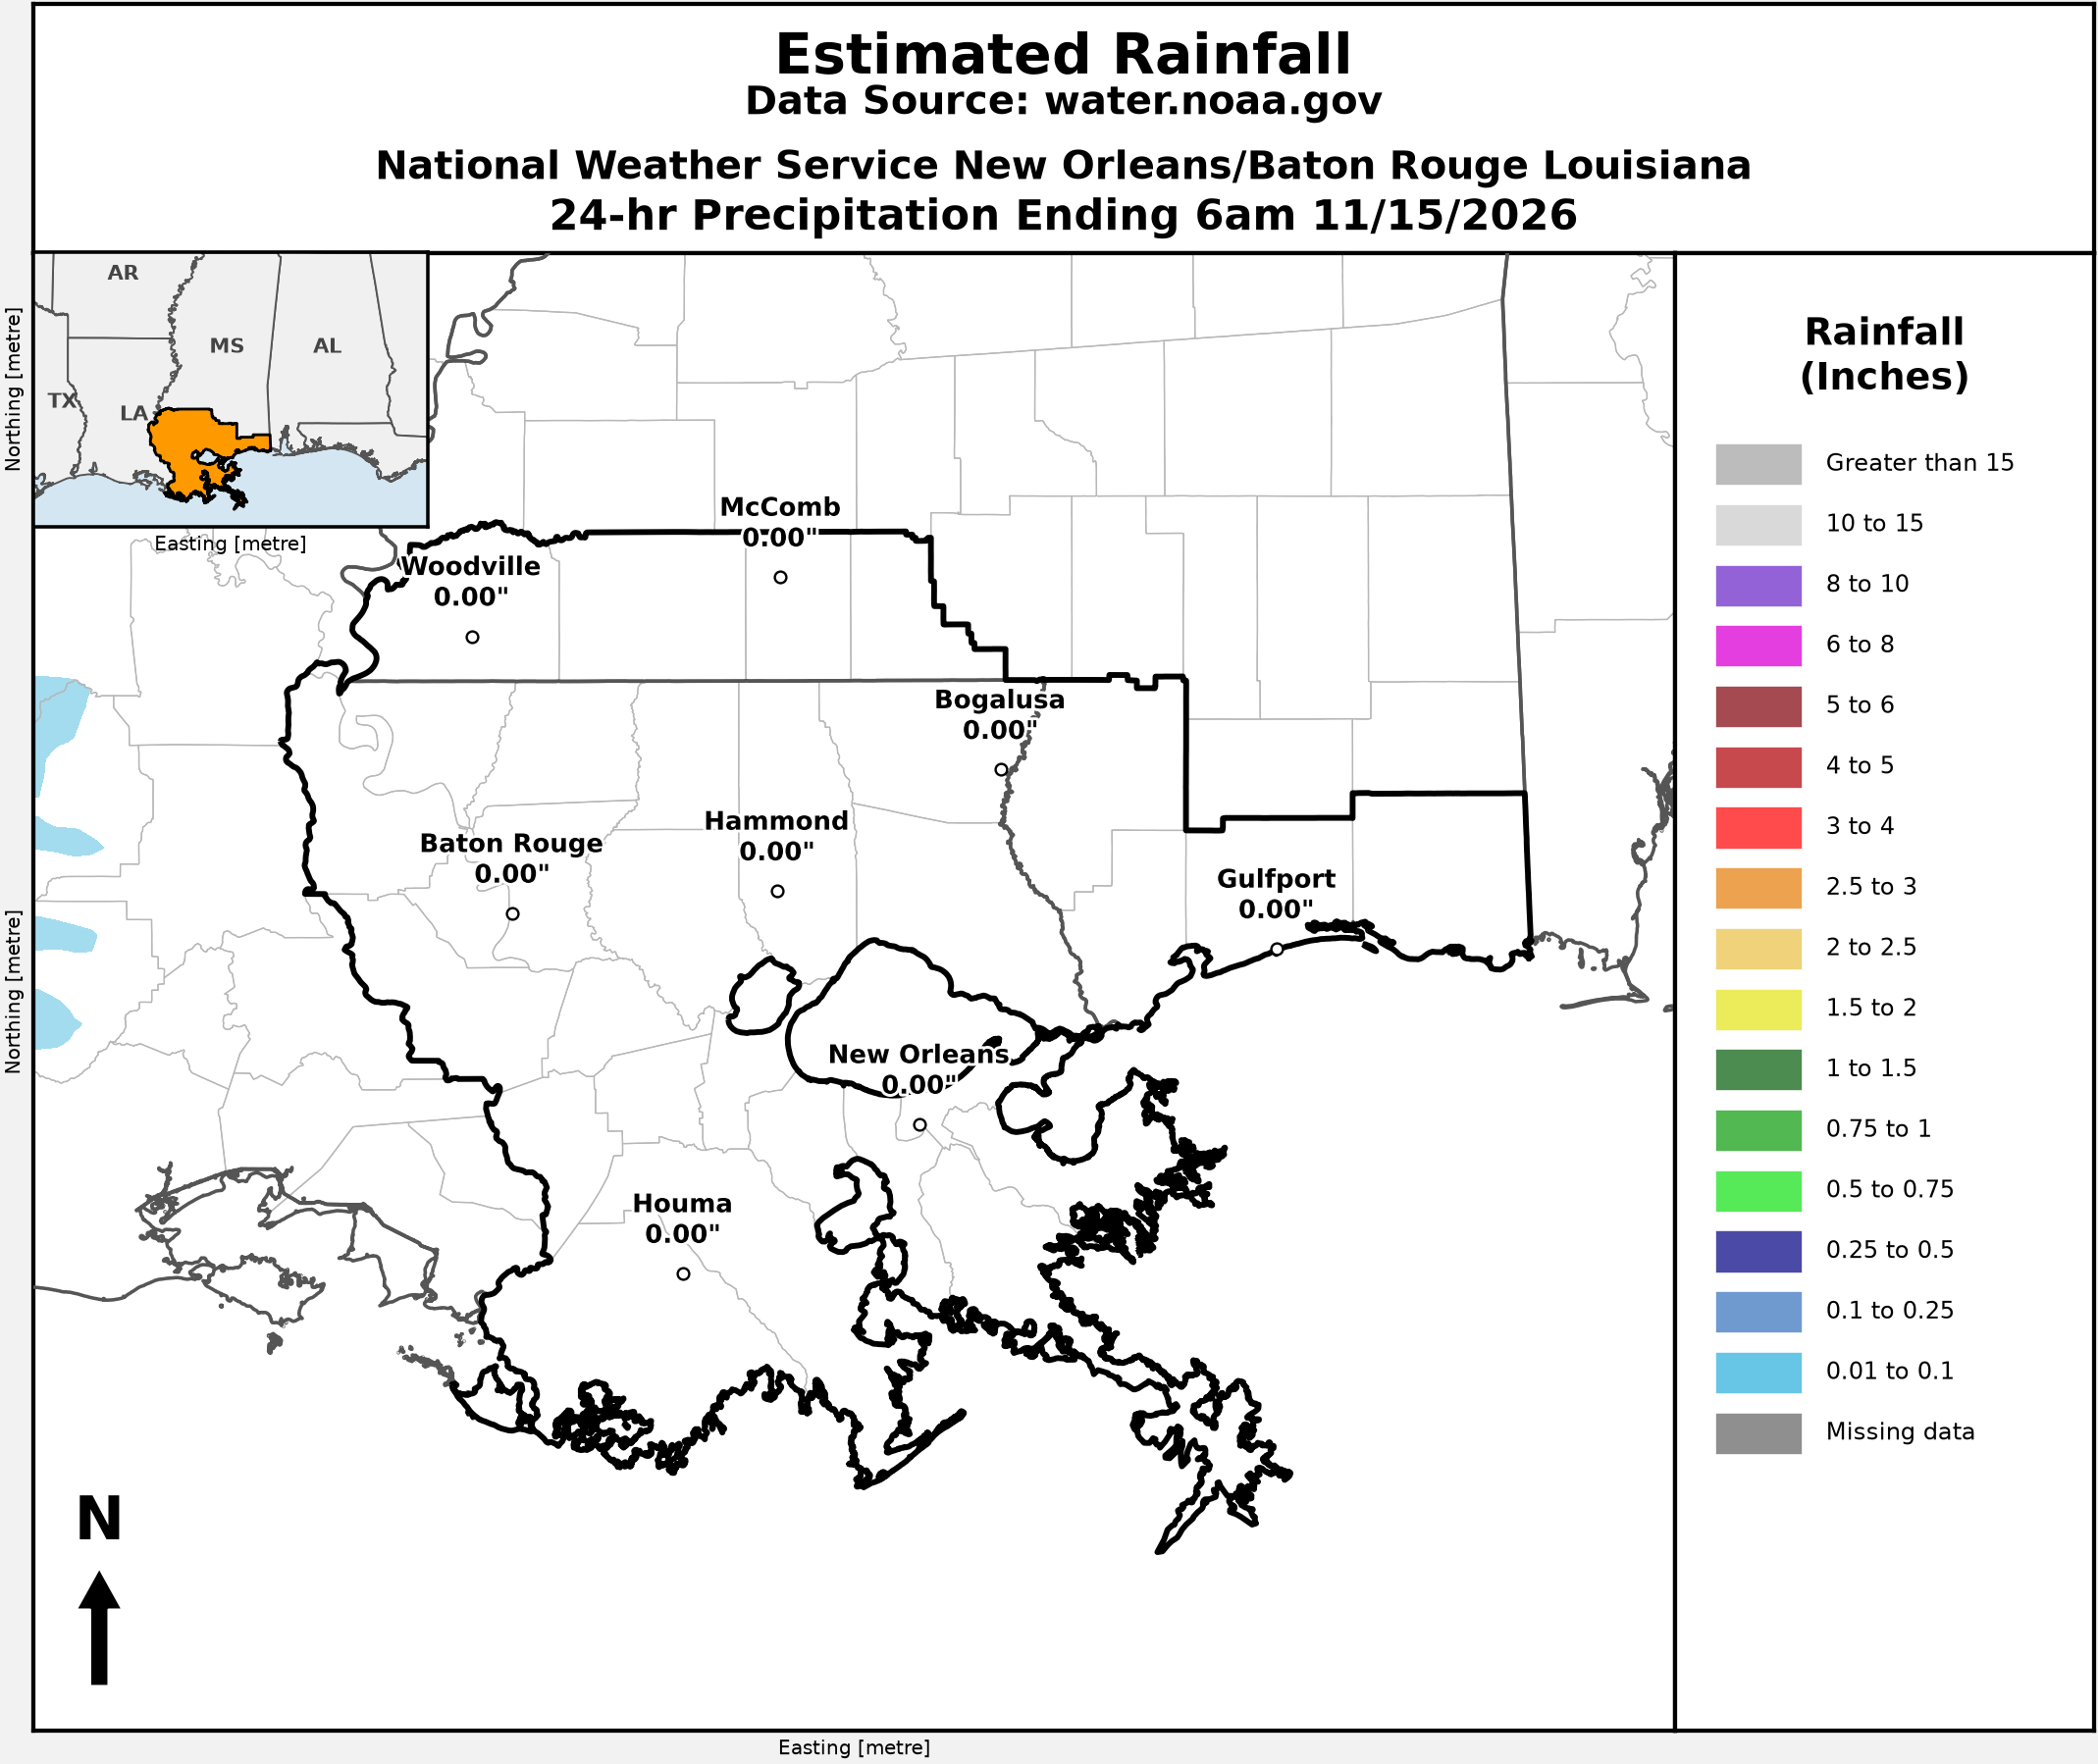 Estimated Rainfall
Data Source: water.noaa.gov
National Weather Service New Orleans/Baton Rouge Louisiana
24-hr Precipitation Ending 6am 11/15/2026
AR
MS
AL
TX
LA
Northing [metre]
Easting [metre]
McComb
0.00"
Woodville
0.00"
Bogalusa
0.00"
Hammond
0.00"
Baton Rouge
0.00"
Gulfport
0.00"
New Orleans
0.00"
Houma
0.00"
N
Northing [metre]
Easting [metre]
Rainfall
(Inches)
Greater than 15
10 to 15
8 to 10
6 to 8
5 to 6
4 to 5
3 to 4
2.5 to 3
2 to 2.5
1.5 to 2
1 to 1.5
0.75 to 1
0.5 to 0.75
0.25 to 0.5
0.1 to 0.25
0.01 to 0.1
Missing data